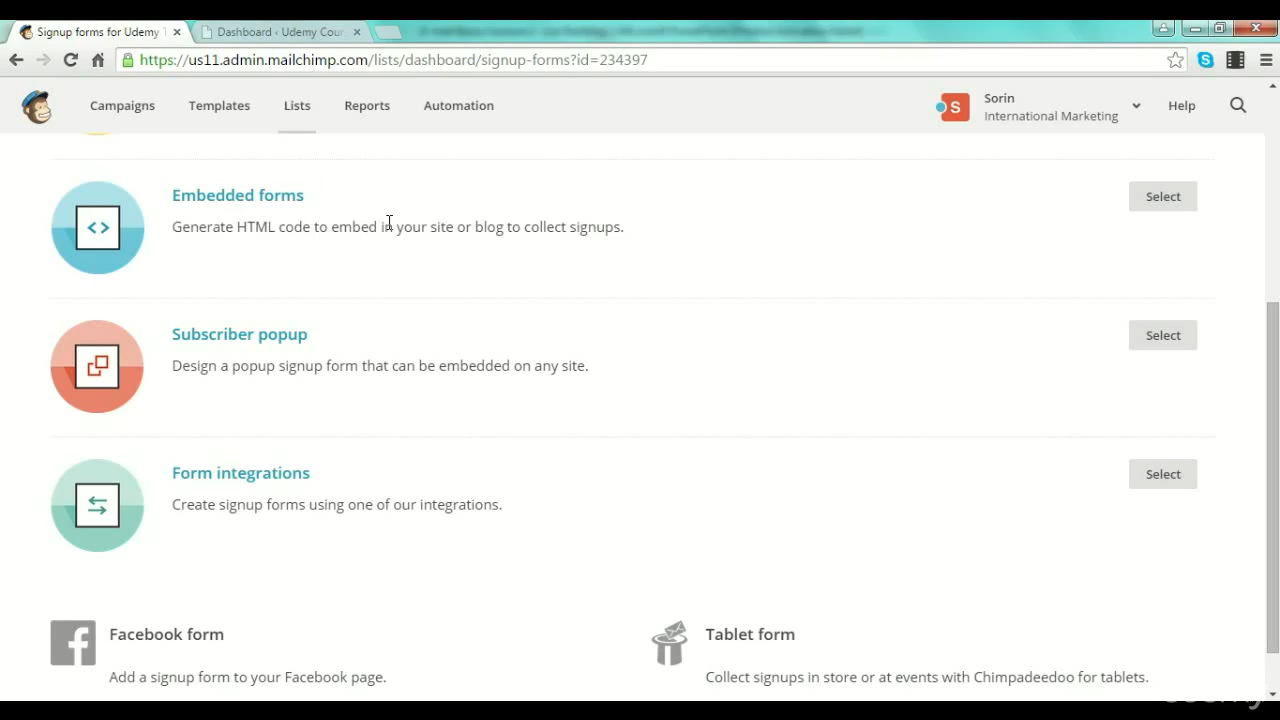 Signup forms for Udemy T
Dashboard ‹ Udemy Cour
https://us11.admin.mailchimp.com/lists/dashboard/signup-forms?id=234397
Campaigns Templates Lists Reports Automation
S Sorin
International Marketing
Help
Embedded forms
Select
Generate HTML code to embed in your site or blog to collect signups.
Subscriber popup
Select
Design a popup signup form that can be embedded on any site.
Form integrations
Select
Create signup forms using one of our integrations.
Facebook form
Add a signup form to your Facebook page.
Tablet form
Collect signups in store or at events with Chimpadeedoo for tablets.